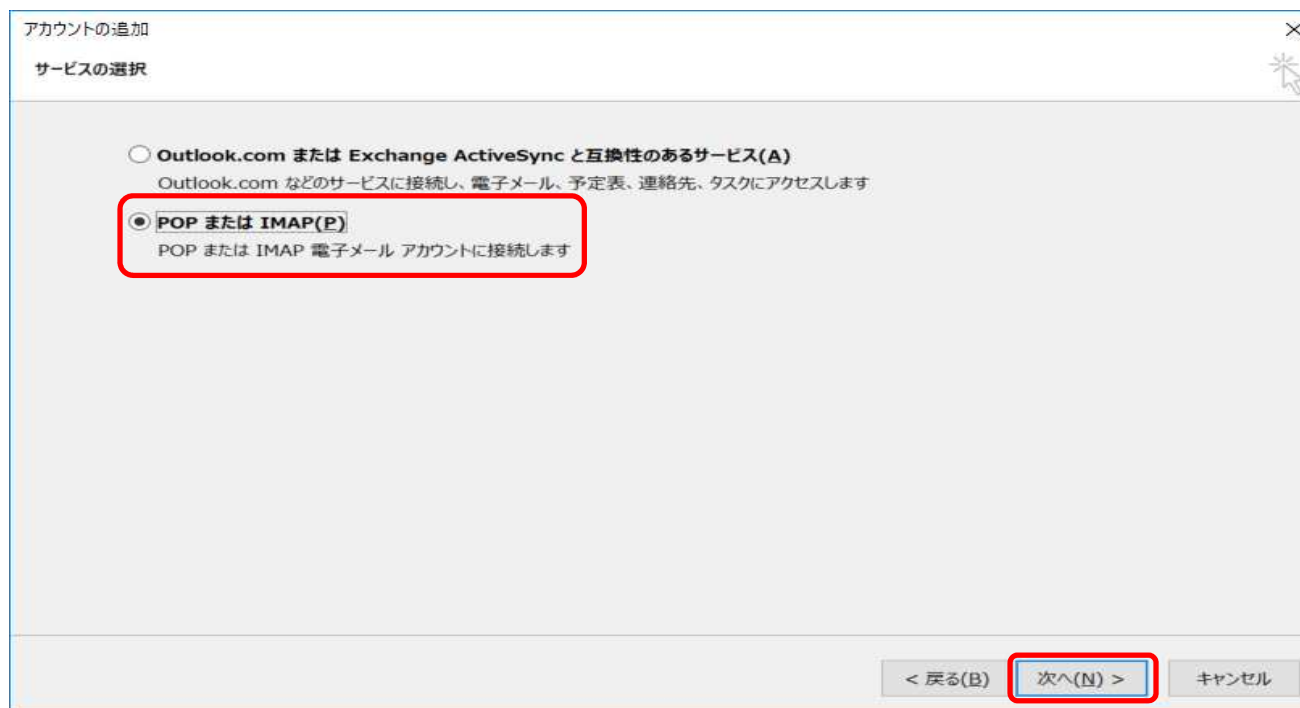 アカウントの追加
サービスの選択
Outlook.com または Exchange ActiveSync と互換性のあるサービス(A)
Outlook.com などのサービスに接続し、電子メール、予定表、連絡先、タスクにアクセスします
POP または IMAP(P)
POP または IMAP 電子メール アカウントに接続します
< 戻る(B) 次へ(N) > キャンセル